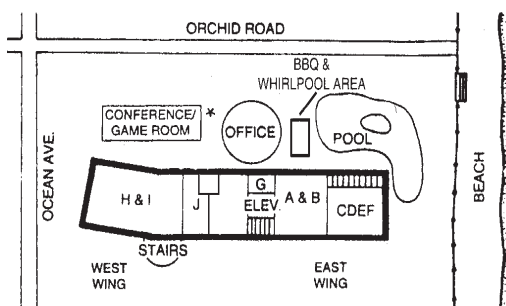 ORCHID ROAD
BBQ &
WHIRLPOOL AREA
CONFERENCE/
GAME ROOM
*
OFFICE
POOL
OCEAN AVE.
BEACH
H & I
J
G
ELEV.
A & B
CDEF
STAIRS
WEST
WING
EAST
WING